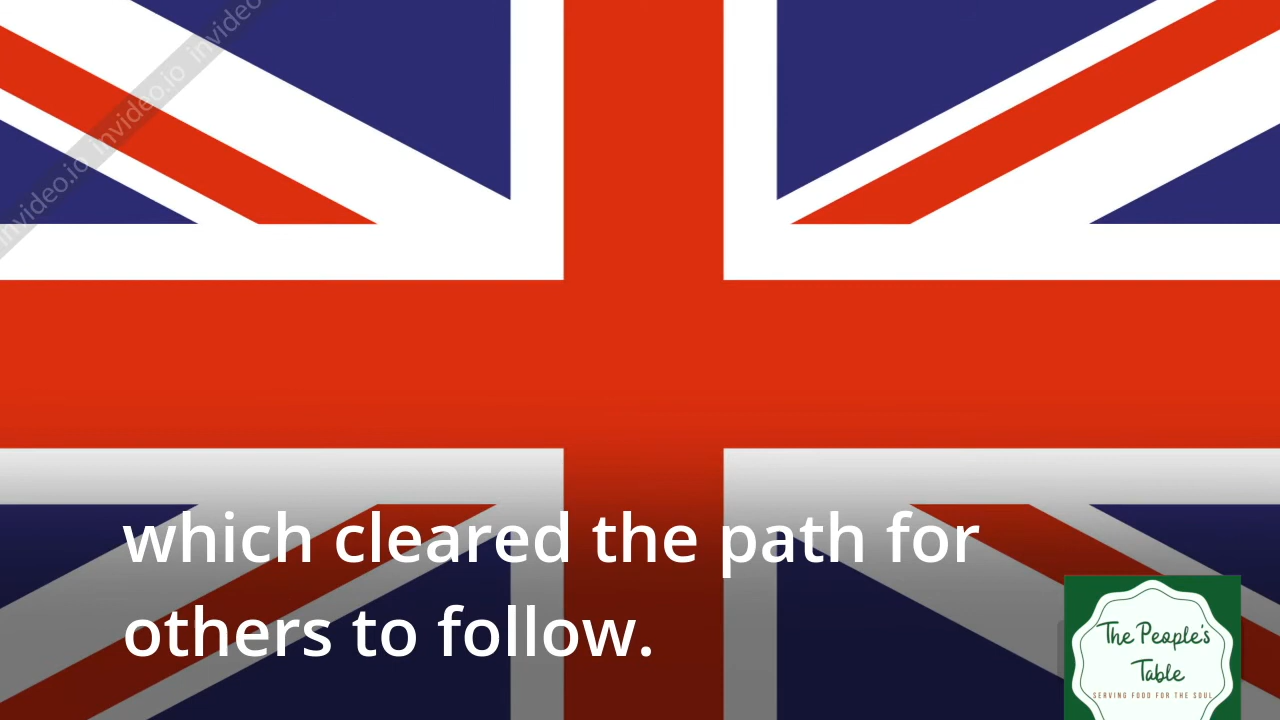 invideo.io invideo.io invideo
which cleared the path for
others to follow.
The People's
Table
SERVING FOOD FOR THE SOUL